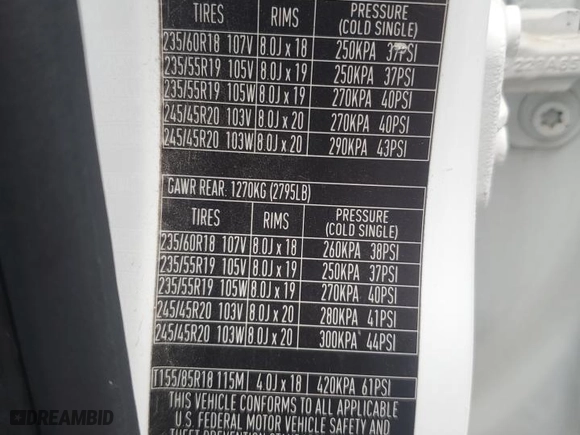 TIRES RIMS PRESSURE
(COLD SINGLE)
235/60R18 107V 8.0J x 18 250KPA 37PSI
235/55R19 105V 8.0J x 19 250KPA 37PSI
235/55R19 105W 8.0J x 19 270KPA 40PSI
245/45R20 103V 8.0J x 20 270KPA 40PSI
245/45R20 103W 8.0J x 20 290KPA 43PSI
GAWR REAR: 1270KG (2795LB)
TIRES RIMS PRESSURE
(COLD SINGLE)
235/60R18 107V 8.0J x 18 260KPA 38PSI
235/55R19 105V 8.0J x 19 250KPA 37PSI
235/55R19 105W 8.0J x 19 270KPA 40PSI
245/45R20 103V 8.0J x 20 280KPA 41PSI
245/45R20 103W 8.0J x 20 300KPA 44PSI
T155/85R18 115M 4.0J x 18 420KPA 61PSI
THIS VEHICLE CONFORMS TO ALL APPLICABLE
U.S. FEDERAL MOTOR VEHICLE SAFETY AND
THEFT PREVENTION
DREAMBID